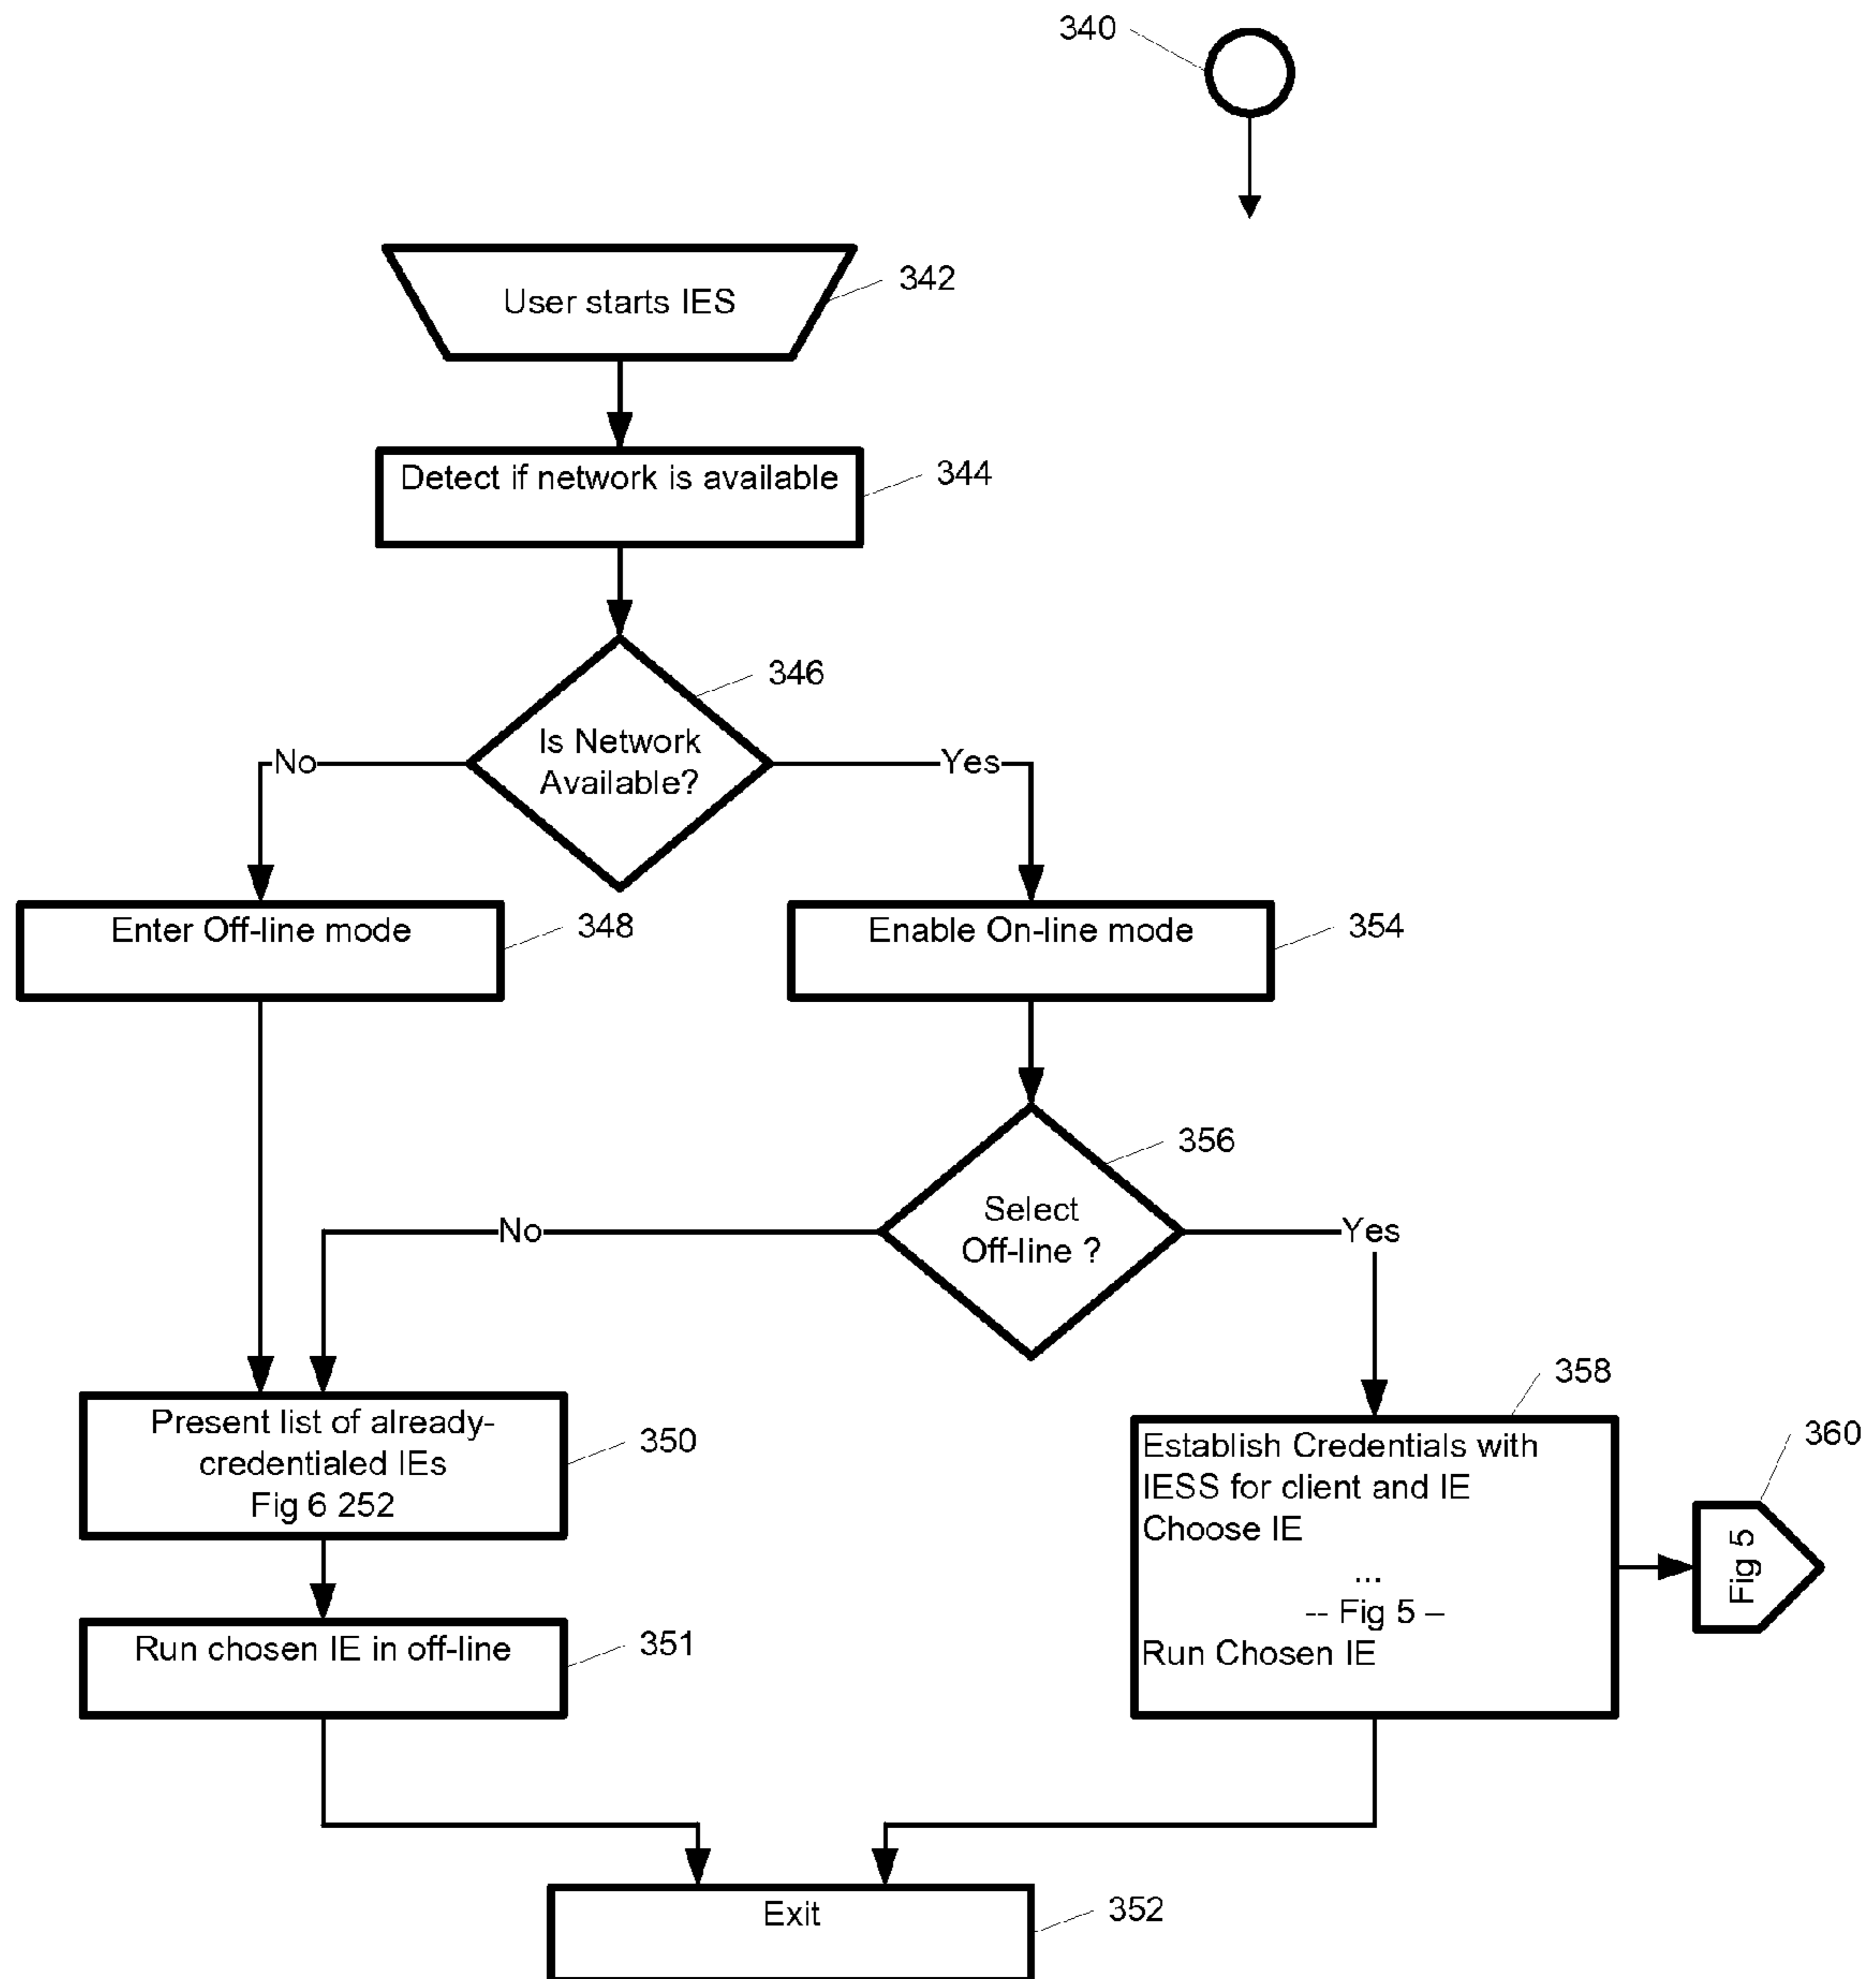 340
User starts IES
342
Detect if network is available
344
346
Is Network
Available?
No
Yes
Enter Off-line mode
348
Enable On-line mode
354
356
Select
Off-line ?
No
Yes
358
360
Present list of already-
credentialed IEs
Fig 6 252
350
Establish Credentials with
IESS for client and IE
Choose IE
...
-- Fig 5 –
Run Chosen IE
Fig 5
Run chosen IE in off-line
351
Exit
352